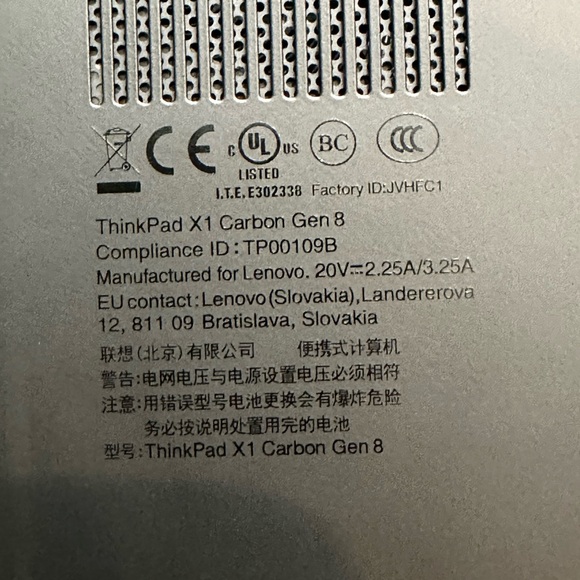 CE c UL US BC CCC
LISTED
I.T.E. E302338 Factory ID:JVHFC1
ThinkPad X1 Carbon Gen 8
Compliance ID : TP00109B
Manufactured for Lenovo. 20V⎓2.25A/3.25A
EU contact : Lenovo (Slovakia), Landererova
12, 811 09 Bratislava, Slovakia
联想(北京)有限公司 便携式计算机
警告:电网电压与电源设置电压必须相符
注意:用错误型号电池更换会有爆炸危险
务必按说明处置用完的电池
型号:ThinkPad X1 Carbon Gen 8